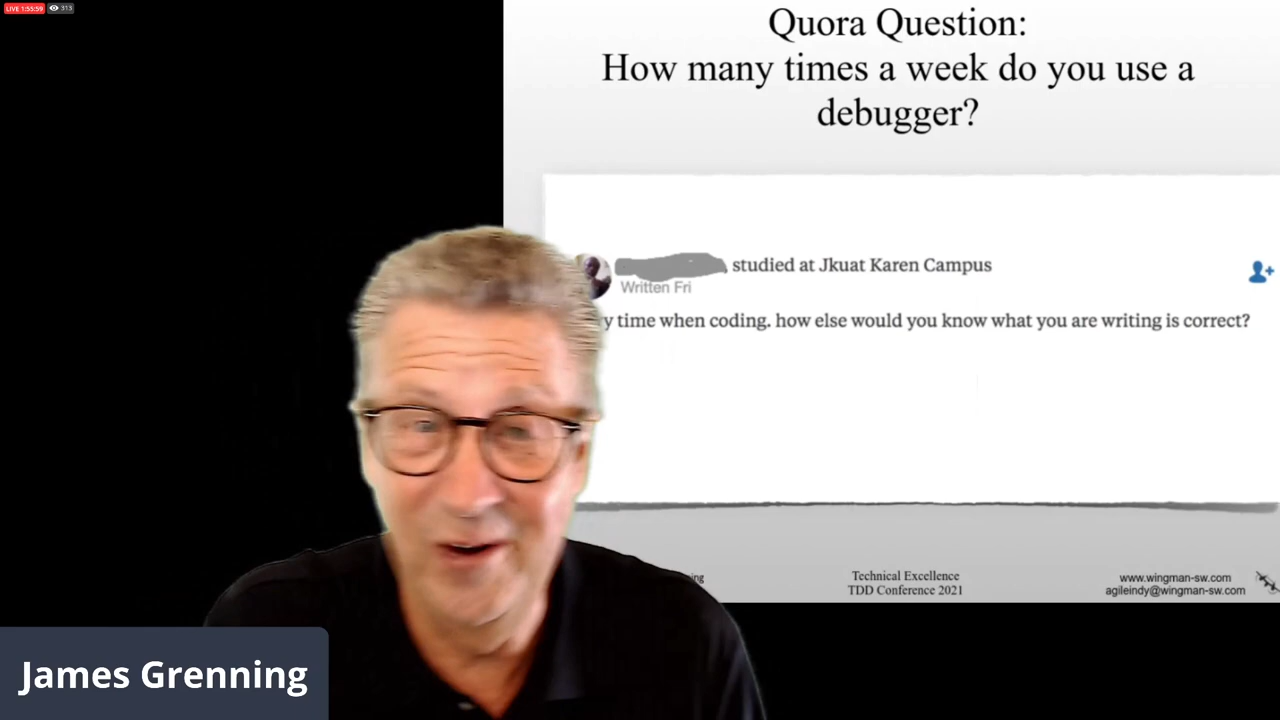 LIVE 1:55:59 313
Quora Question:
How many times a week do you use a
debugger?
studied at Jkuat Karen Campus
Written Fri
y time when coding. how else would you know what you are writing is correct?
Technical Excellence
TDD Conference 2021
www.wingman-sw.com
agileindy@wingman-sw.com
James Grenning